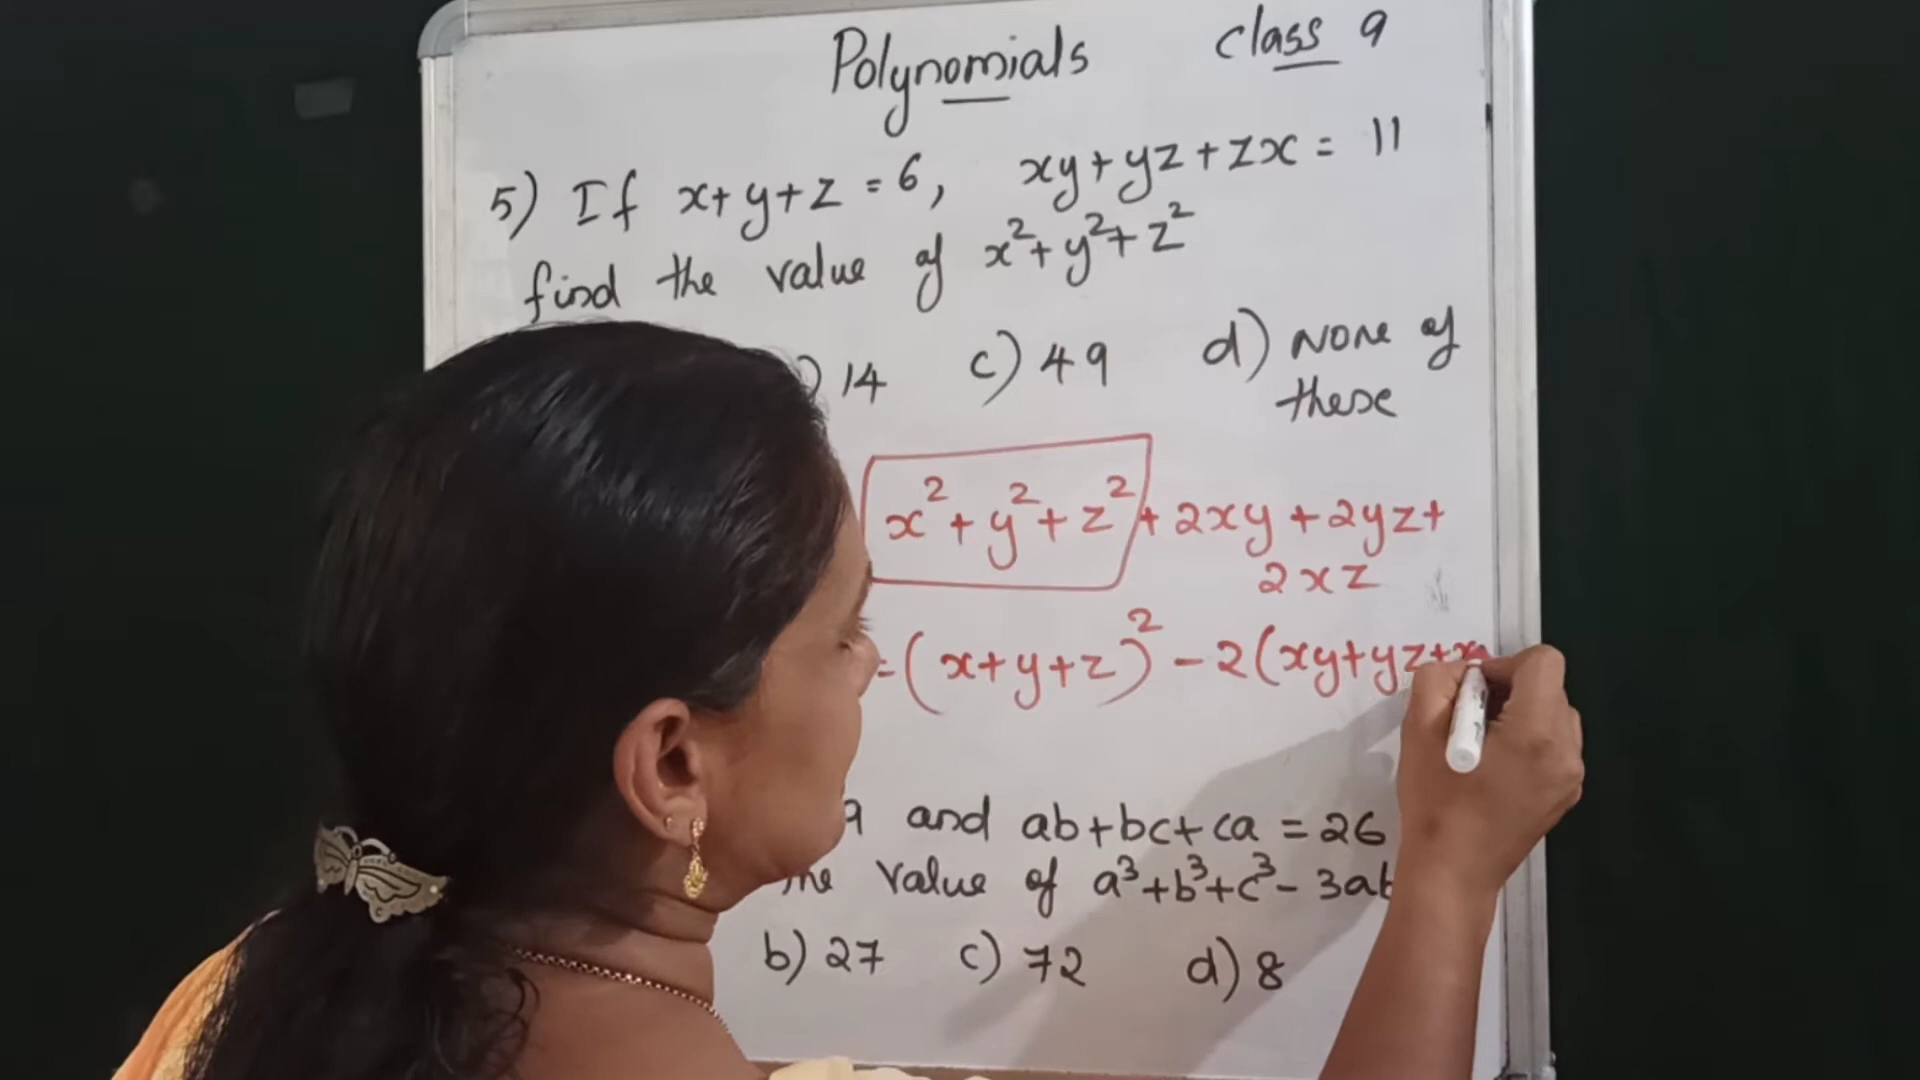 Polynomials class 9
5) If x+y+z=6, xy+yz+zx = 11
find the value of x²+y²+z²
) 14 c) 49 d) None of
these
x²+y²+z² + 2xy + 2yz+
2xz
= (x+y+z)² - 2(xy+yz+x
9 and ab+bc+ca = 26
value of a³+b³+c³- 3ab
b) 27 c) 72 d) 8